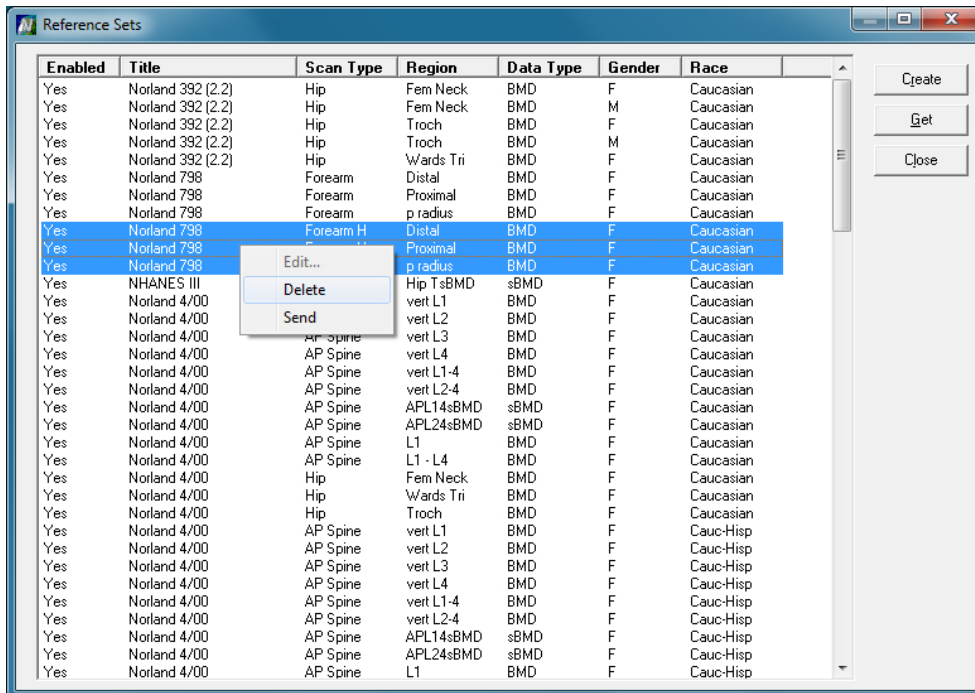 Reference Sets
Enabled Title Scan Type Region Data Type Gender Race
Yes Norland 392 (2.2) Hip Fem Neck BMD F Caucasian
Yes Norland 392 (2.2) Hip Fem Neck BMD M Caucasian
Yes Norland 392 (2.2) Hip Troch BMD F Caucasian
Yes Norland 392 (2.2) Hip Troch BMD M Caucasian
Yes Norland 392 (2.2) Hip Wards Tri BMD F Caucasian
Yes Norland 798 Forearm Distal BMD F Caucasian
Yes Norland 798 Forearm Proximal BMD F Caucasian
Yes Norland 798 Forearm p radius BMD F Caucasian
Yes Norland 798 Forearm H Distal BMD F Caucasian
Yes Norland 798 Proximal BMD F Caucasian
Yes Norland 798 p radius BMD F Caucasian
Yes NHANES III Hip TsBMD sBMD F Caucasian
Yes Norland 4/00 vert L1 BMD F Caucasian
Yes Norland 4/00 vert L2 BMD F Caucasian
Yes Norland 4/00 AP Spine vert L3 BMD F Caucasian
Yes Norland 4/00 AP Spine vert L4 BMD F Caucasian
Yes Norland 4/00 AP Spine vert L1-4 BMD F Caucasian
Yes Norland 4/00 AP Spine vert L2-4 BMD F Caucasian
Yes Norland 4/00 AP Spine APL14sBMD sBMD F Caucasian
Yes Norland 4/00 AP Spine APL24sBMD sBMD F Caucasian
Yes Norland 4/00 AP Spine L1 BMD F Caucasian
Yes Norland 4/00 AP Spine L1 - L4 BMD F Caucasian
Yes Norland 4/00 Hip Fem Neck BMD F Caucasian
Yes Norland 4/00 Hip Wards Tri BMD F Caucasian
Yes Norland 4/00 Hip Troch BMD F Caucasian
Yes Norland 4/00 AP Spine vert L1 BMD F Cauc-Hisp
Yes Norland 4/00 AP Spine vert L2 BMD F Cauc-Hisp
Yes Norland 4/00 AP Spine vert L3 BMD F Cauc-Hisp
Yes Norland 4/00 AP Spine vert L4 BMD F Cauc-Hisp
Yes Norland 4/00 AP Spine vert L1-4 BMD F Cauc-Hisp
Yes Norland 4/00 AP Spine vert L2-4 BMD F Cauc-Hisp
Yes Norland 4/00 AP Spine APL14sBMD sBMD F Cauc-Hisp
Yes Norland 4/00 AP Spine APL24sBMD sBMD F Cauc-Hisp
Yes Norland 4/00 AP Spine L1 BMD F Cauc-Hisp
Edit...
Delete
Send
Create
Get
Close